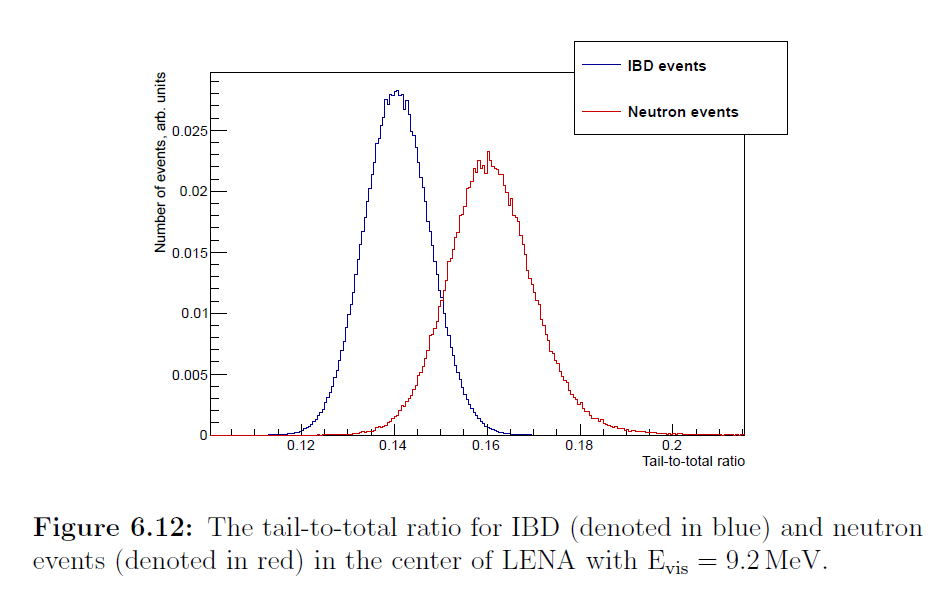 IBD events
Neutron events
Number of events, arb. units
0.025
0.02
0.015
0.01
0.005
0
0.12 0.14 0.16 0.18 0.2
Tail-to-total ratio
Figure 6.12: The tail-to-total ratio for IBD (denoted in blue) and neutron
events (denoted in red) in the center of LENA with Evis = 9.2 MeV.